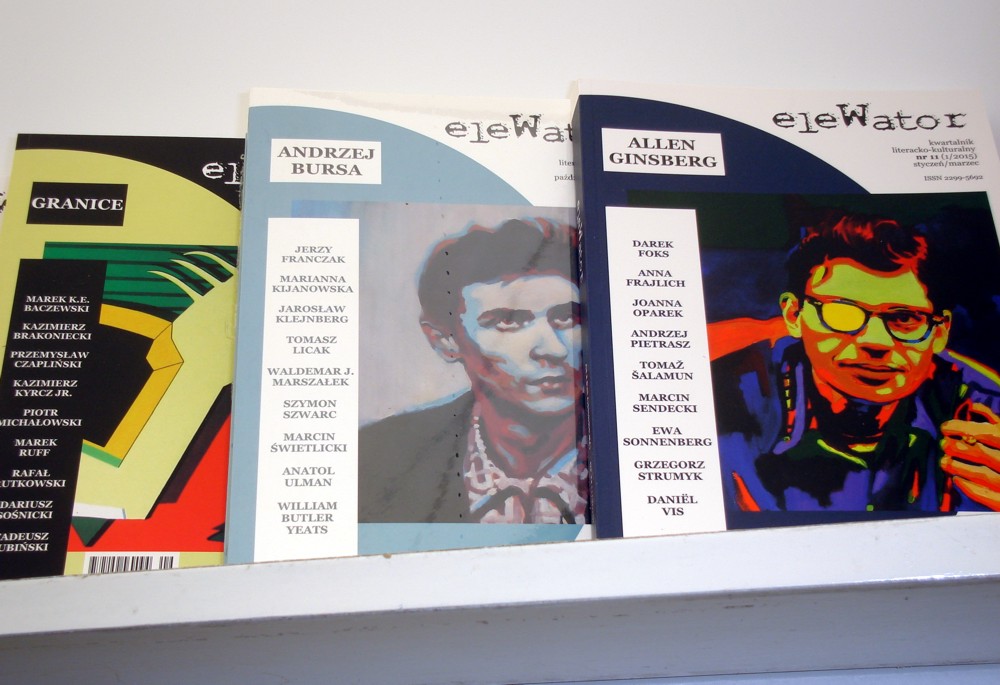 GRANICE
MAREK K.E.
BACZEWSKI
KAZIMIERZ
BRAKONIECKI
PRZEMYSŁAW
CZAPLIŃSKI
KAZIMIERZ
KYRCZ JR.
PIOTR
MICHAŁOWSKI
MAREK
RUFF
RAFAŁ
RUTKOWSKI
DARIUSZ
eleWat
ANDRZEJ
BURSA
JERZY
FRANCZAK
MARIANNA
KIJANOWSKA
JAROSŁAW
KLEJNBERG
TOMASZ
LICAK
WALDEMAR J.
MARSZAŁEK
SZYMON
SZWARC
MARCIN
ŚWIETLICKI
ANATOL
ULMAN
WILLIAM
BUTLER
YEATS
eleWator
kwartalnik
literacko-kulturalny
nr 11 (1/2015)
styczeń/marzec
ISSN 2299-5692
ALLEN
GINSBERG
DAREK
FOKS
ANNA
FRAJLICH
JOANNA
OPAREK
ANDRZEJ
PIETRASZ
TOMAŽ
ŠALAMUN
MARCIN
SENDECKI
EWA
SONNENBERG
GRZEGORZ
STRUMYK
DANIËL
VIS